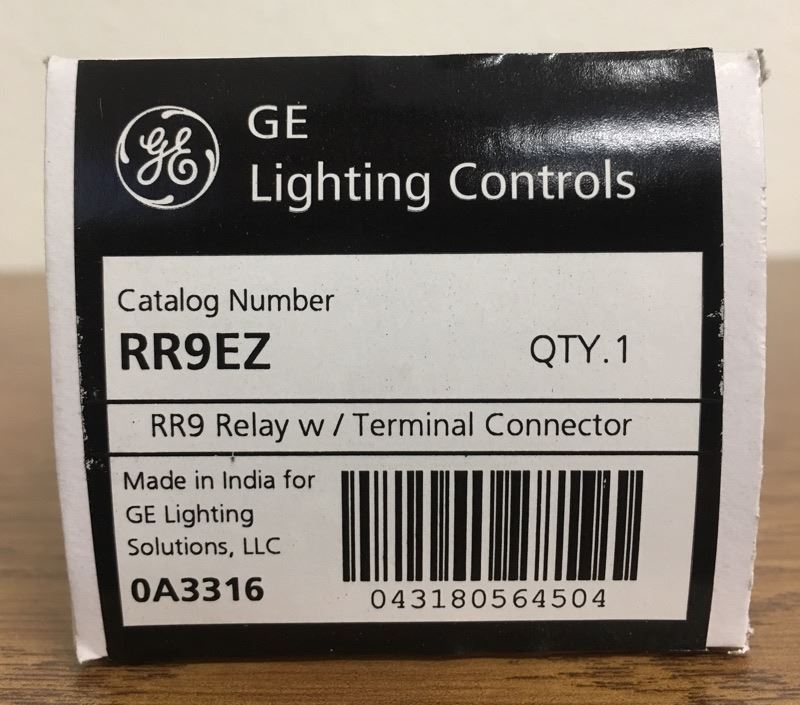 GE
GE
Lighting Controls
Catalog Number
RR9EZ
QTY.1
RR9 Relay w / Terminal Connector
Made in India for
GE Lighting
Solutions, LLC
0A3316
043180564504